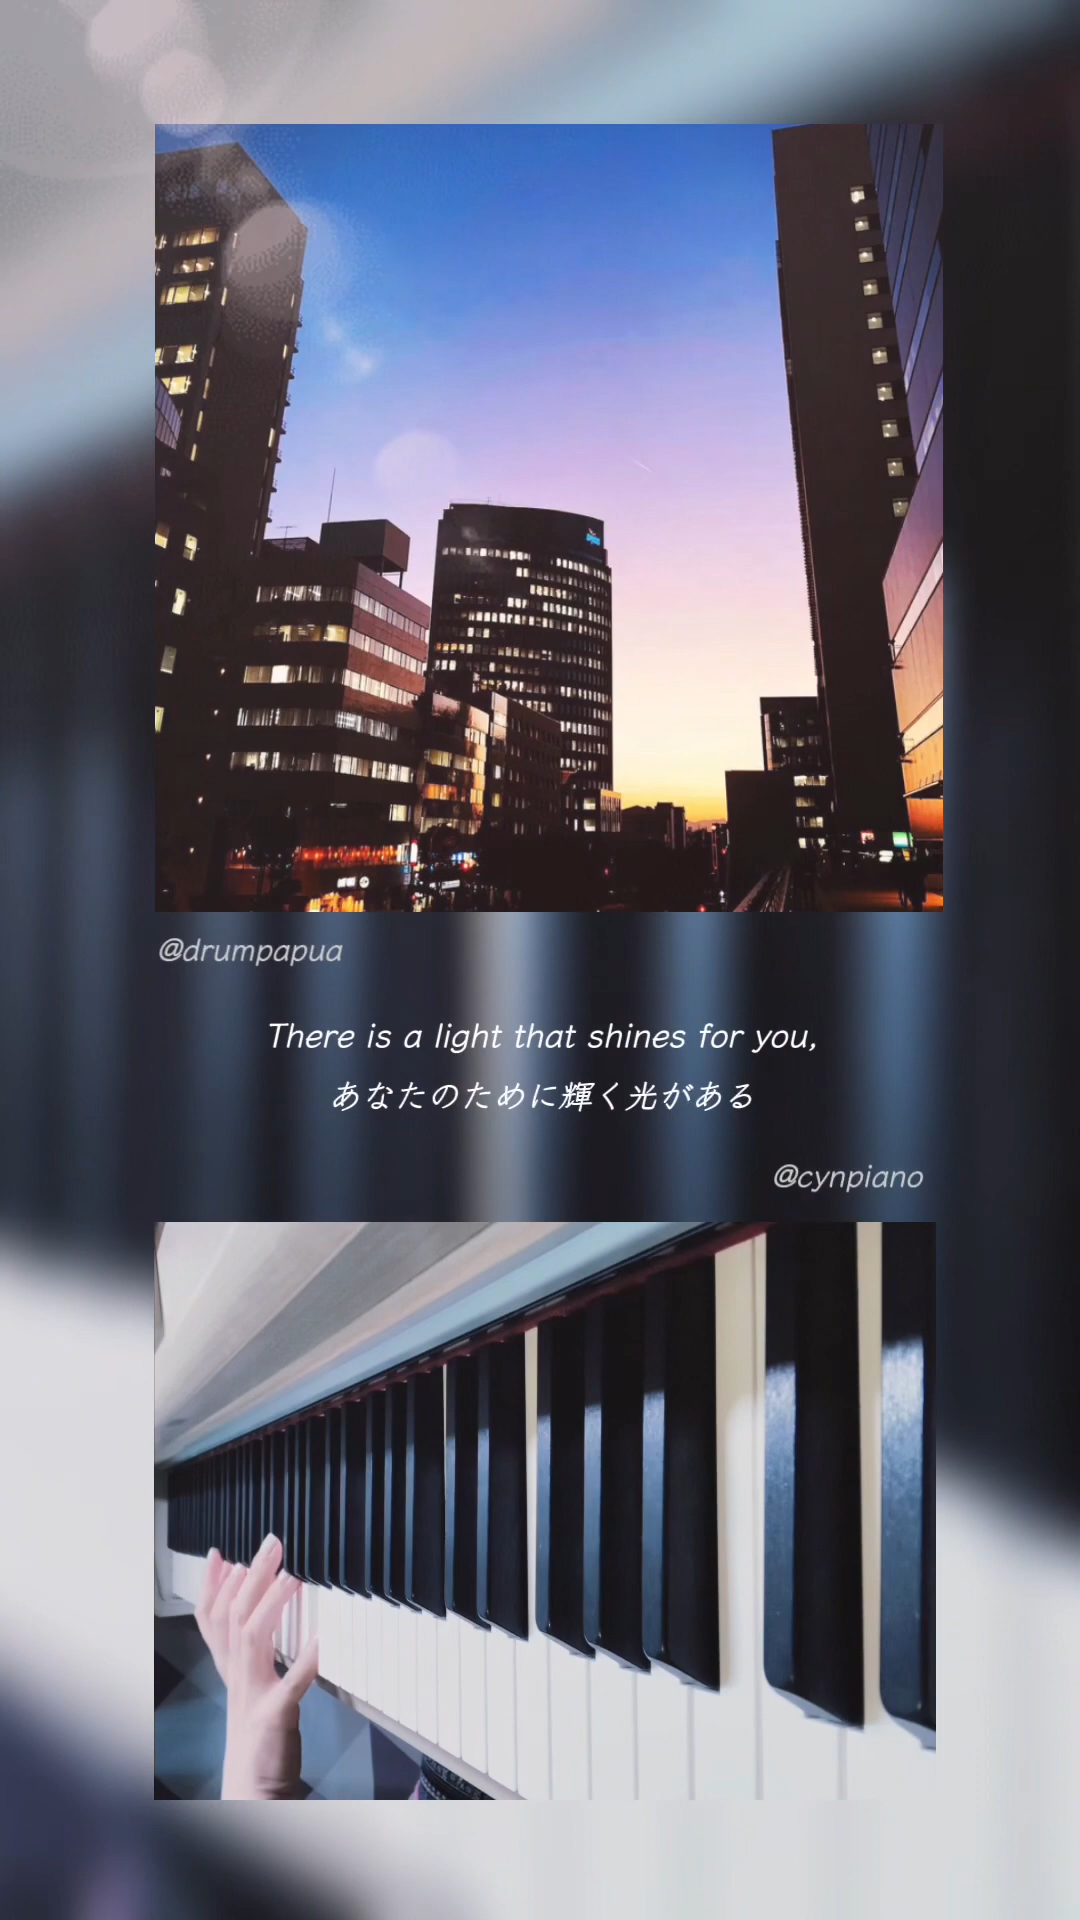 @drumpapua
There is a light that shines for you,
あなたのために輝く光がある
@cynpiano